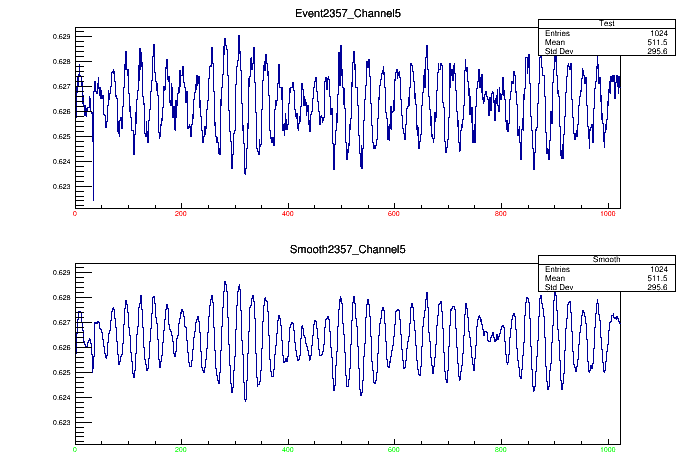 Event2357_Channel5
Test
Entries 1024
Mean 511.5
Std Dev 295.6
0.629
0.628
0.627
0.626
0.625
0.624
0.623
0 200 400 600 800 1000
Smooth2357_Channel5
Smooth
Entries 1024
Mean 511.5
Std Dev 295.6
0.629
0.628
0.627
0.626
0.625
0.624
0.623
0 200 400 600 800 1000